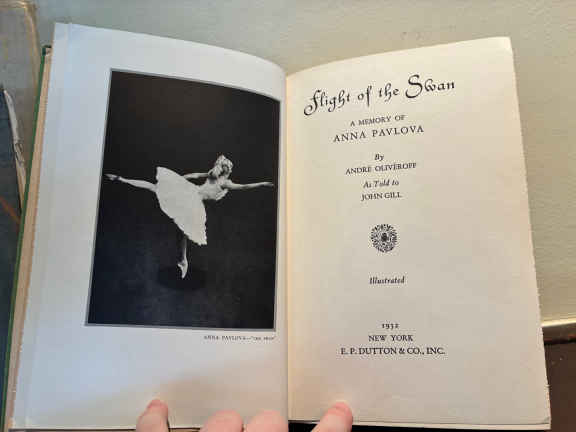 ANNA PAVLOVA—"THE SWAN"
Flight of the Swan
A MEMORY OF
ANNA PAVLOVA
By
ANDRÉ OLIVÉROFF
As Told to
JOHN GILL
Illustrated
1932
NEW YORK
E. P. DUTTON & CO., INC.